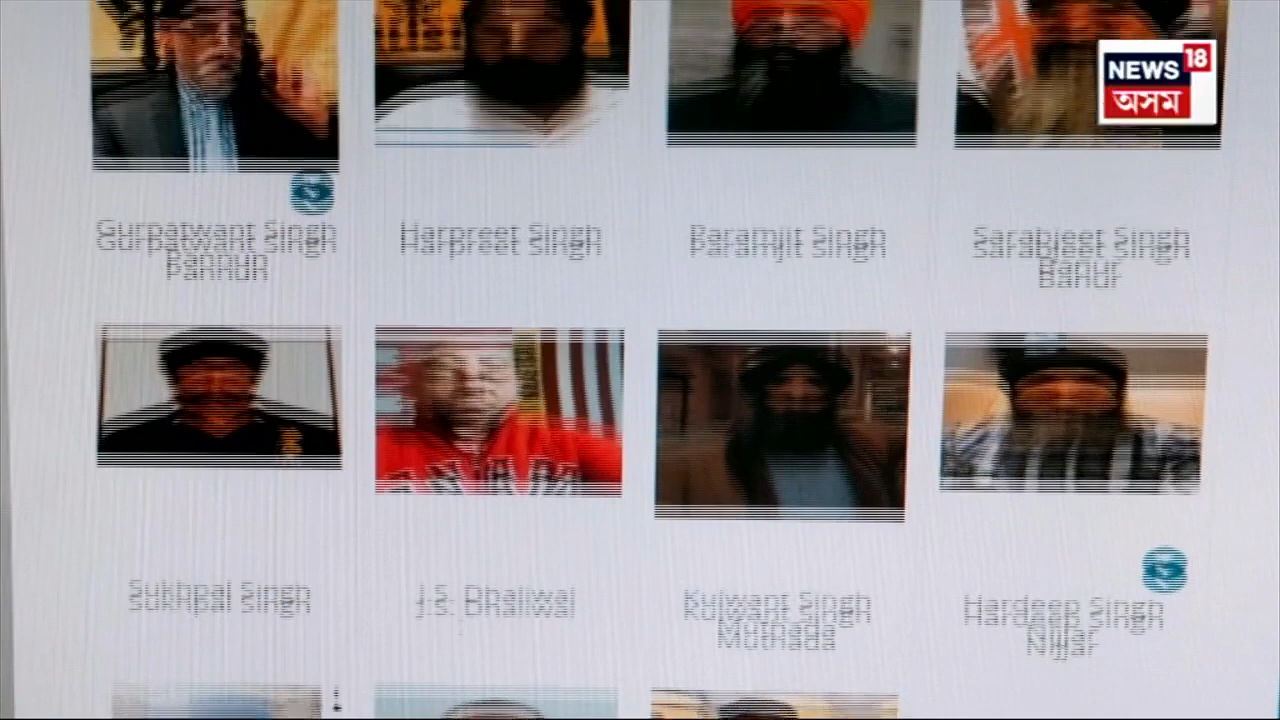 NEWS 18
অসম
Gurpatwant Singh
Pannun
Harpreet Singh
Paramjit Singh
Sarabjeet Singh
Banur
Sukhpal Singh
J.S. Dhaliwal
Kulwant Singh
Mothada
Hardeep Singh
Nijjar